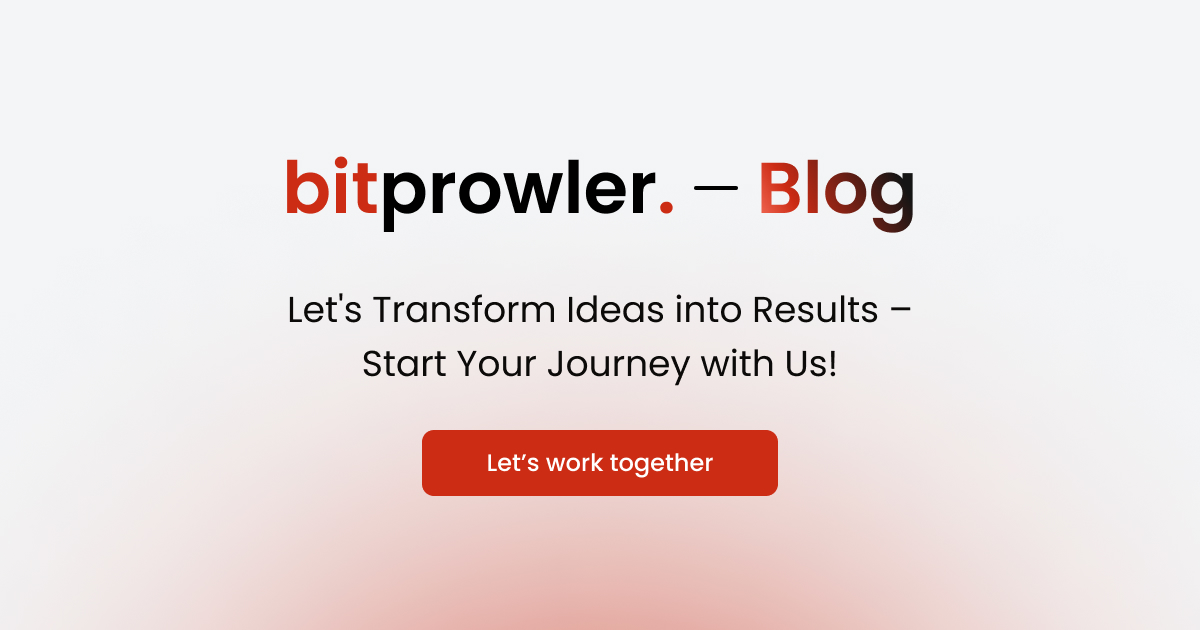 bitprowler. — Blog
Let's Transform Ideas into Results –
Start Your Journey with Us!
Let’s work together